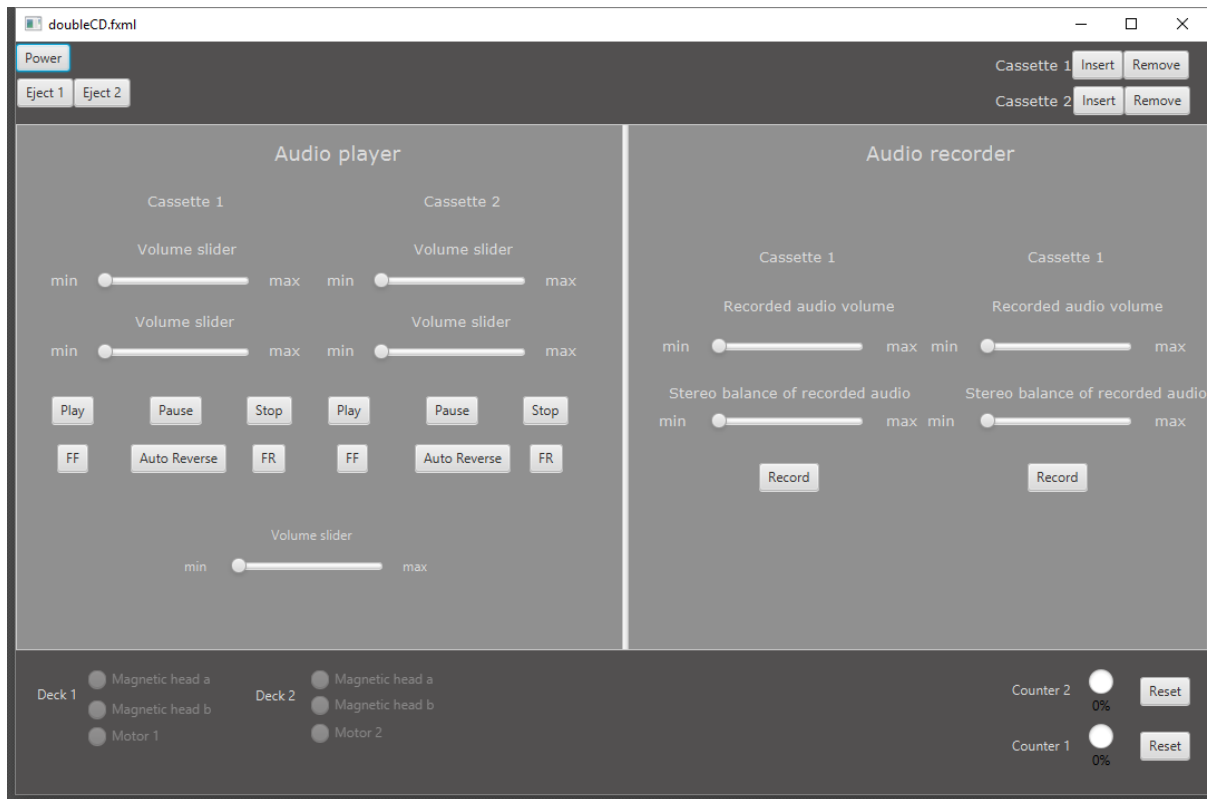 doubleCD.fxml
Power
Cassette 1 Insert Remove
Eject 1 Eject 2
Cassette 2 Insert Remove
Audio player
Cassette 1 Cassette 2
Volume slider Volume slider
min max min max
Volume slider Volume slider
min max min max
Play Pause Stop Play Pause Stop
FF Auto Reverse FR FF Auto Reverse FR
Volume slider
min max
Audio recorder
Cassette 1 Cassette 1
Recorded audio volume Recorded audio volume
min max min max
Stereo balance of recorded audio Stereo balance of recorded audio
min max min max
Record Record
Deck 1
Magnetic head a
Magnetic head b
Motor 1
Deck 2
Magnetic head a
Magnetic head b
Motor 2
Counter 2 Reset
0%
Counter 1 Reset
0%